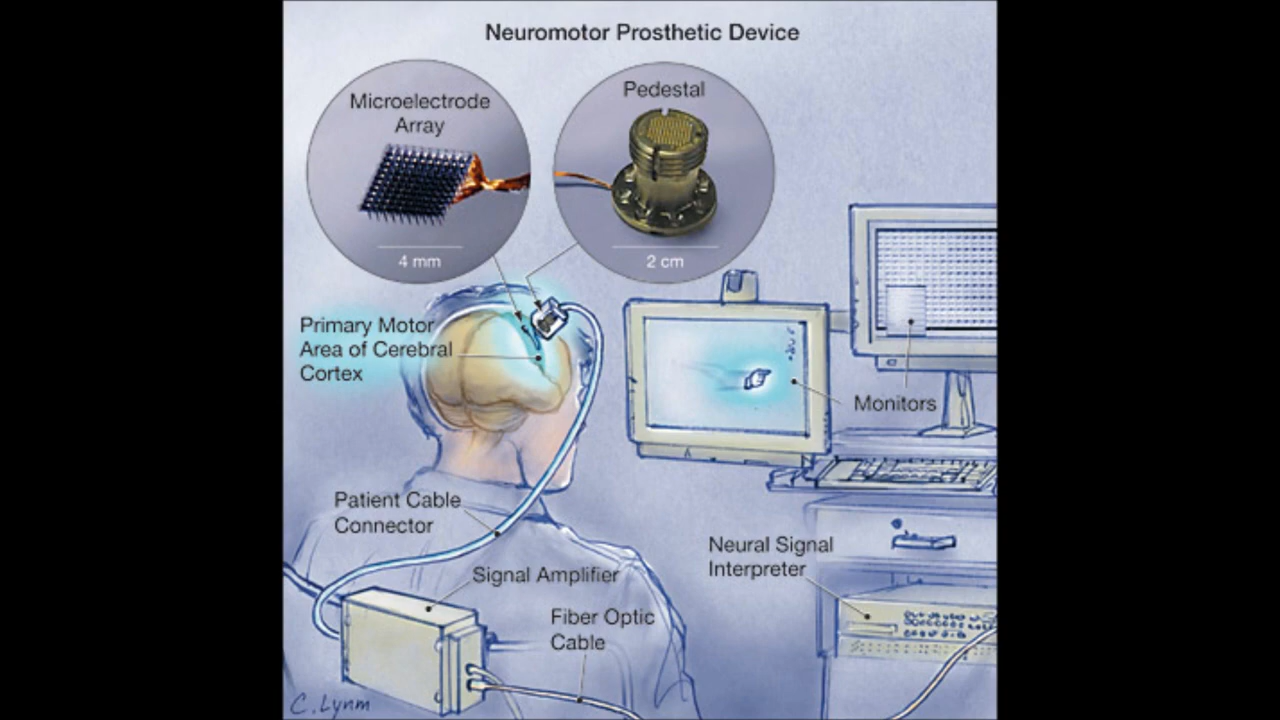 Neuromotor Prosthetic Device
Microelectrode
Array
4 mm
Pedestal
2 cm
Primary Motor
Area of Cerebral
Cortex
Monitors
Patient Cable
Connector
Signal Amplifier
Neural Signal
Interpreter
Fiber Optic
Cable
C. Lynm